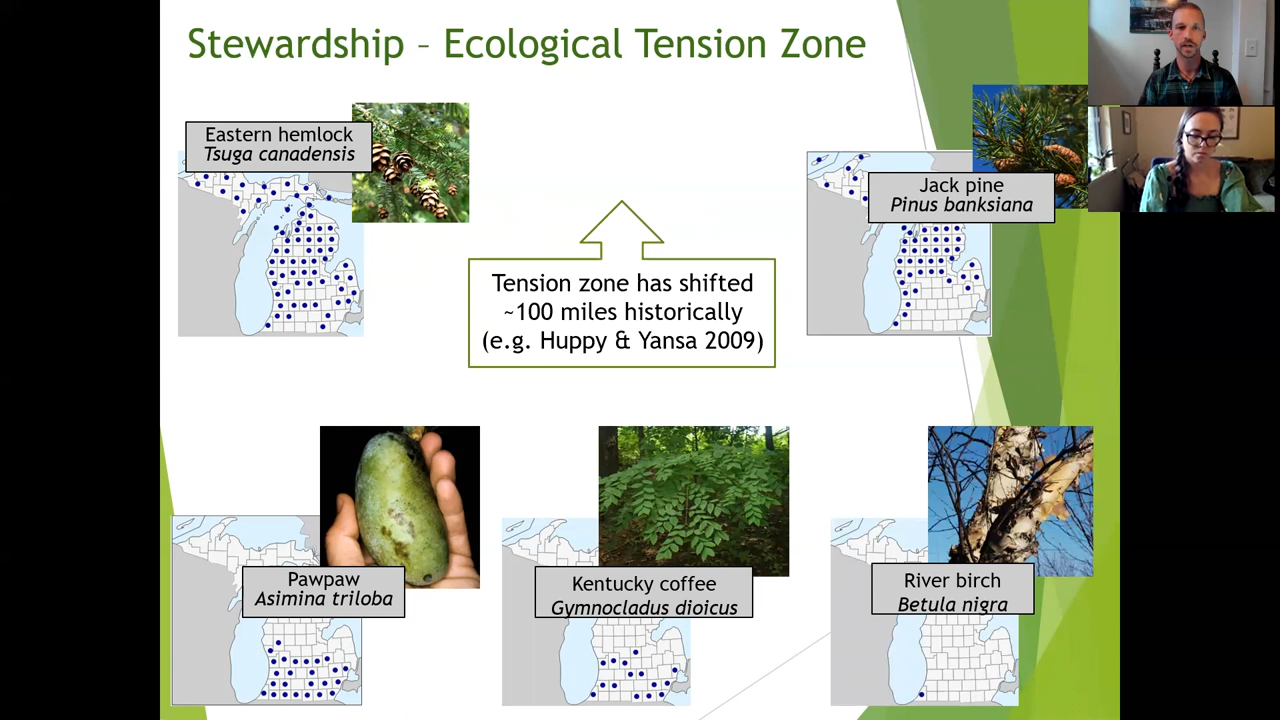 Stewardship – Ecological Tension Zone
Eastern hemlock
Tsuga canadensis
Jack pine
Pinus banksiana
Tension zone has shifted
~100 miles historically
(e.g. Huppy & Yansa 2009)
Pawpaw
Asimina triloba
Kentucky coffee
Gymnocladus dioicus
River birch
Betula nigra